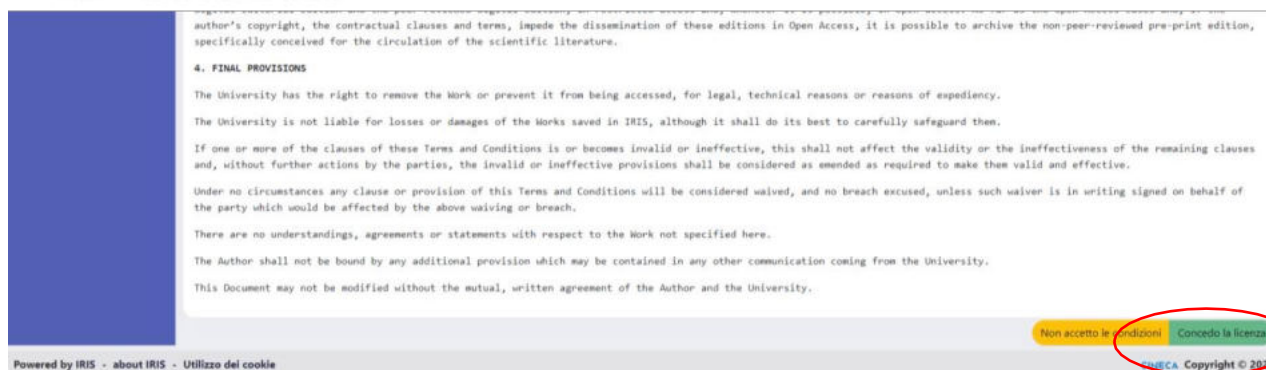 author's copyright, the contractual clauses and terms, impede the dissemination of these editions in Open Access, it is possible to archive the non-peer-reviewed pre-print edition,
specifically conceived for the circulation of the scientific literature.
4. FINAL PROVISIONS
The University has the right to remove the Work or prevent it from being accessed, for legal, technical reasons or reasons of expediency.
The University is not liable for losses or damages of the Works saved in IRIS, although it shall do its best to carefully safeguard them.
If one or more of the clauses of these Terms and Conditions is or becomes invalid or ineffective, this shall not affect the validity or the ineffectiveness of the remaining clauses
and, without further actions by the parties, the invalid or ineffective provisions shall be considered as emended as required to make them valid and effective.
Under no circumstances any clause or provision of this Terms and Conditions will be considered waived, and no breach excused, unless such waiver is in writing signed on behalf of
the party which would be affected by the above waiving or breach.
There are no understandings, agreements or statements with respect to the Work not specified here.
The Author shall not be bound by any additional provision which may be contained in any other communication coming from the University.
This Document may not be modified without the mutual, written agreement of the Author and the University.
Non accetto le condizioni Concedo la licenza
Powered by IRIS - about IRIS - Utilizzo dei cookie CINECA Copyright ©